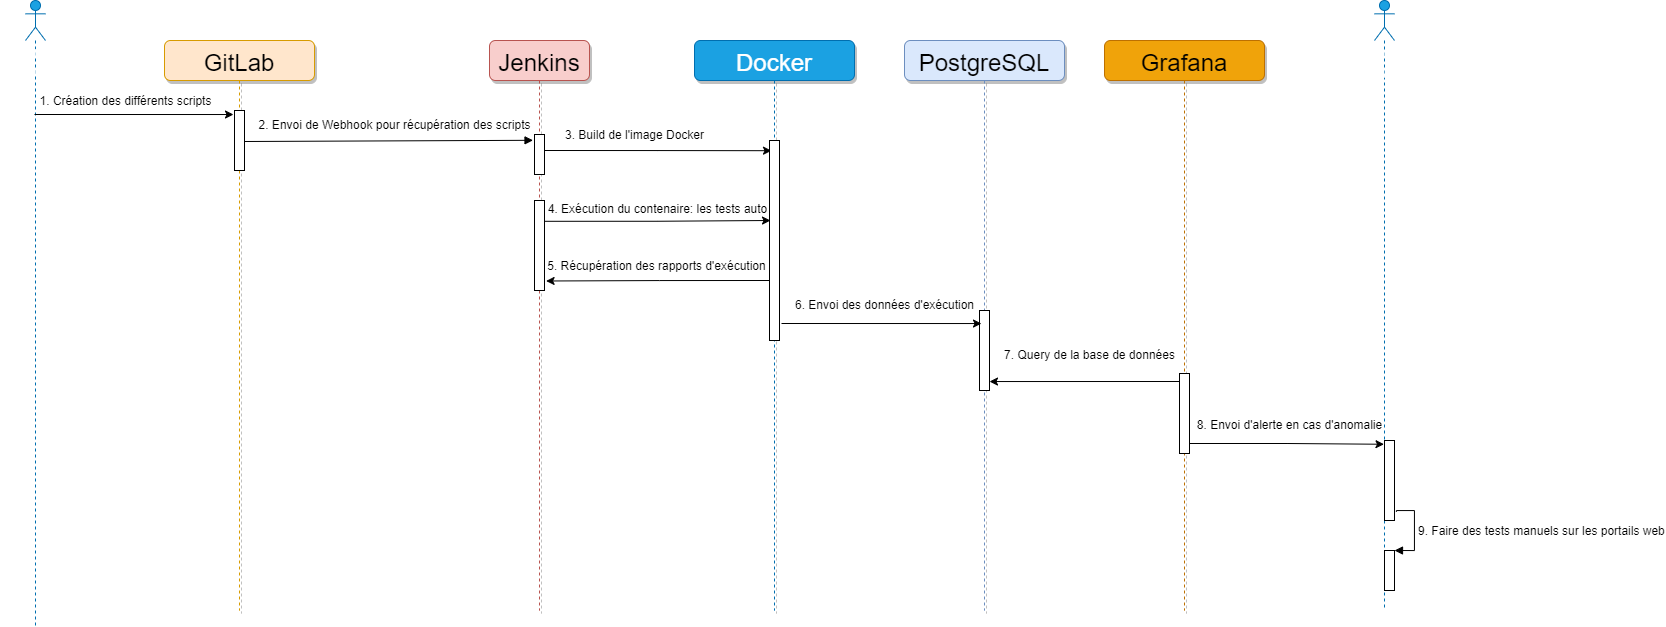 GitLab
Jenkins
Docker
PostgreSQL
Grafana
1. Création des différents scripts
2. Envoi de Webhook pour récupération des scripts
3. Build de l'image Docker
4. Exécution du contenaire: les tests auto
5. Récupération des rapports d'exécution
6. Envoi des données d'exécution
7. Query de la base de données
8. Envoi d'alerte en cas d'anomalie
9. Faire des tests manuels sur les portails web